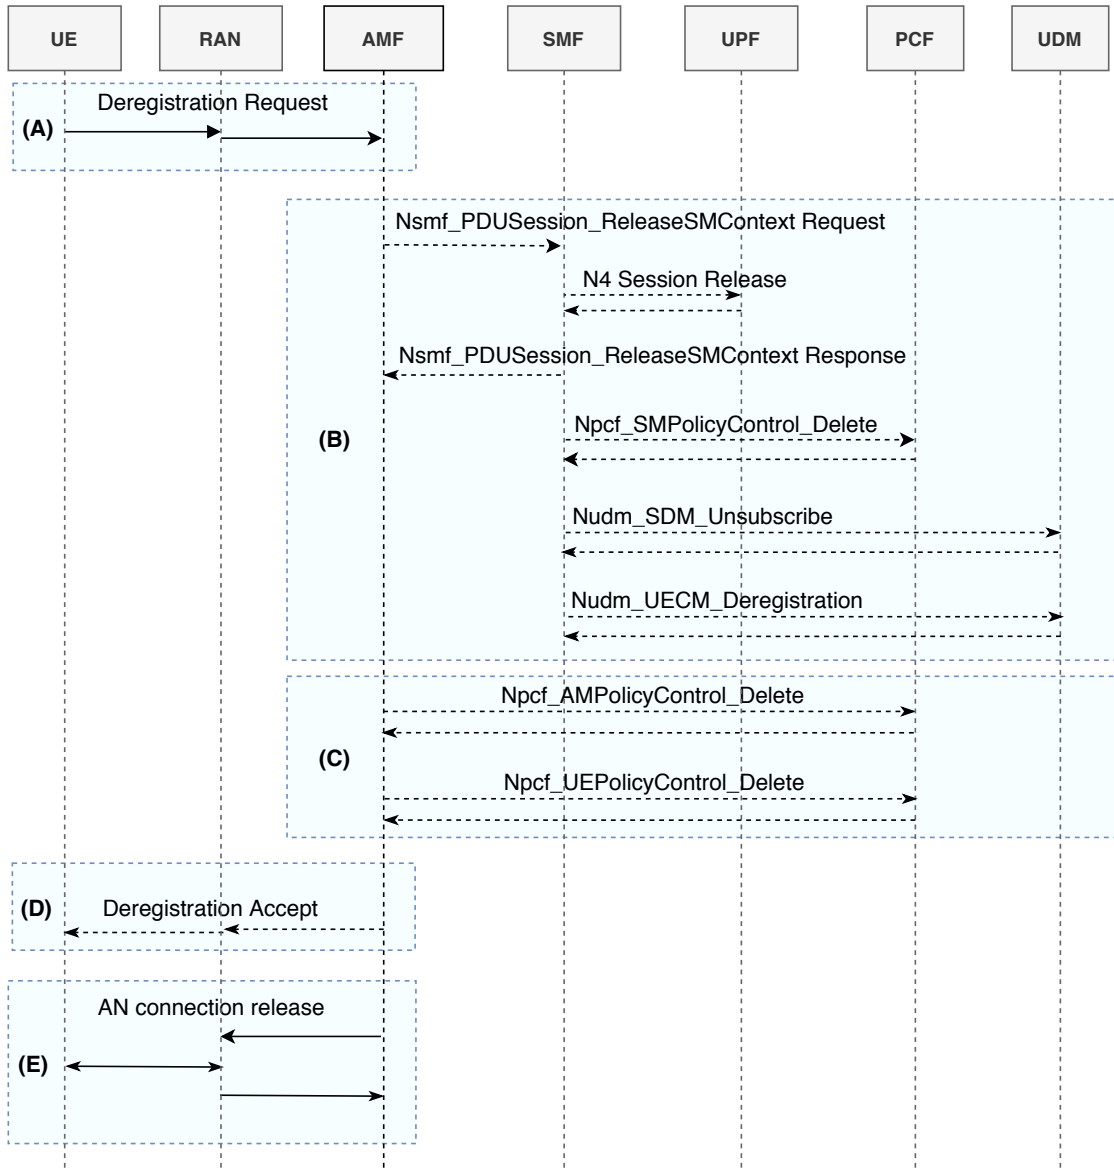 UE
RAN
AMF
SMF
UPF
PCF
UDM
Deregistration Request
(A)
Nsmf_PDUSession_ReleaseSMContext Request
N4 Session Release
Nsmf_PDUSession_ReleaseSMContext Response
Npcf_SMPolicyControl_Delete
(B)
Nudm_SDM_Unsubscribe
Nudm_UECM_Deregistration
Npcf_AMPolicyControl_Delete
(C)
Npcf_UEPolicyControl_Delete
(D)
Deregistration Accept
AN connection release
(E)